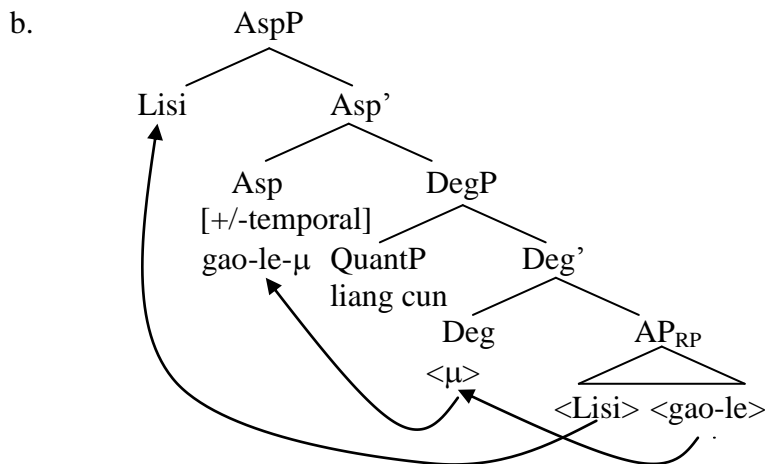 b. AspP
Lisi Asp’
Asp DegP
[+/-temporal]
gao-le-μ QuantP Deg’
liang cun
Deg AP_RP
<μ>
<Lisi> <gao-le>
.